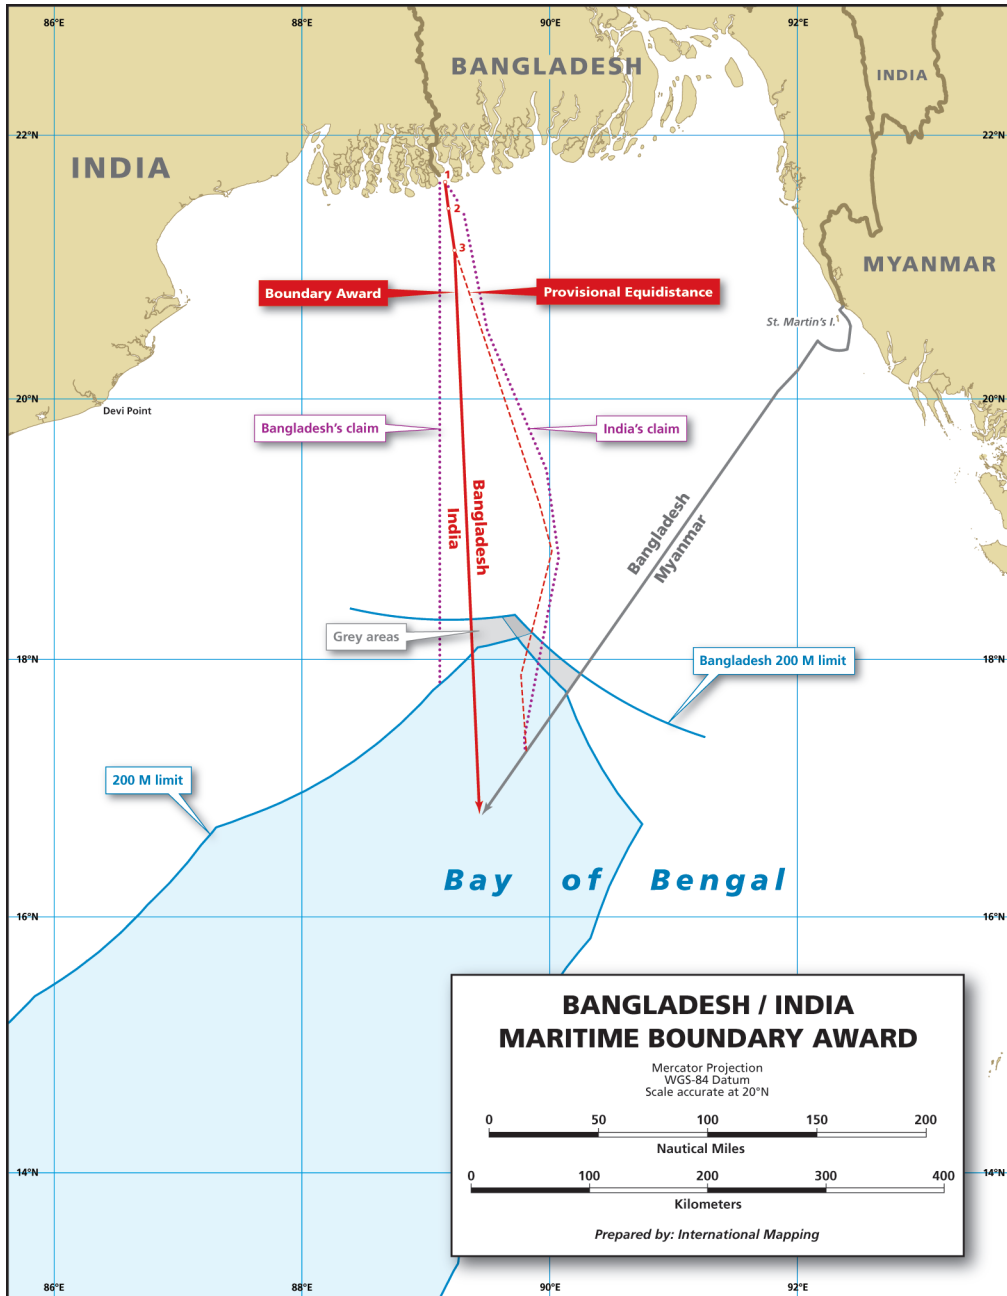 86°E
88°E
90°E
92°E
BANGLADESH
INDIA
22°N
22°N
INDIA
1
2
3
MYANMAR
Boundary Award
Provisional Equidistance
St. Martin's I.
20°N
20°N
Devi Point
Bangladesh's claim
India's claim
Bangladesh
India
Bangladesh
Myanmar
Grey areas
18°N
18°N
Bangladesh 200 M limit
200 M limit
Bay of Bengal
16°N
16°N
BANGLADESH / INDIA
MARITIME BOUNDARY AWARD
Mercator Projection
WGS-84 Datum
Scale accurate at 20°N
0 50 100 150 200
Nautical Miles
14°N
14°N
0 100 200 300 400
Kilometers
Prepared by: International Mapping
86°E
88°E
90°E
92°E